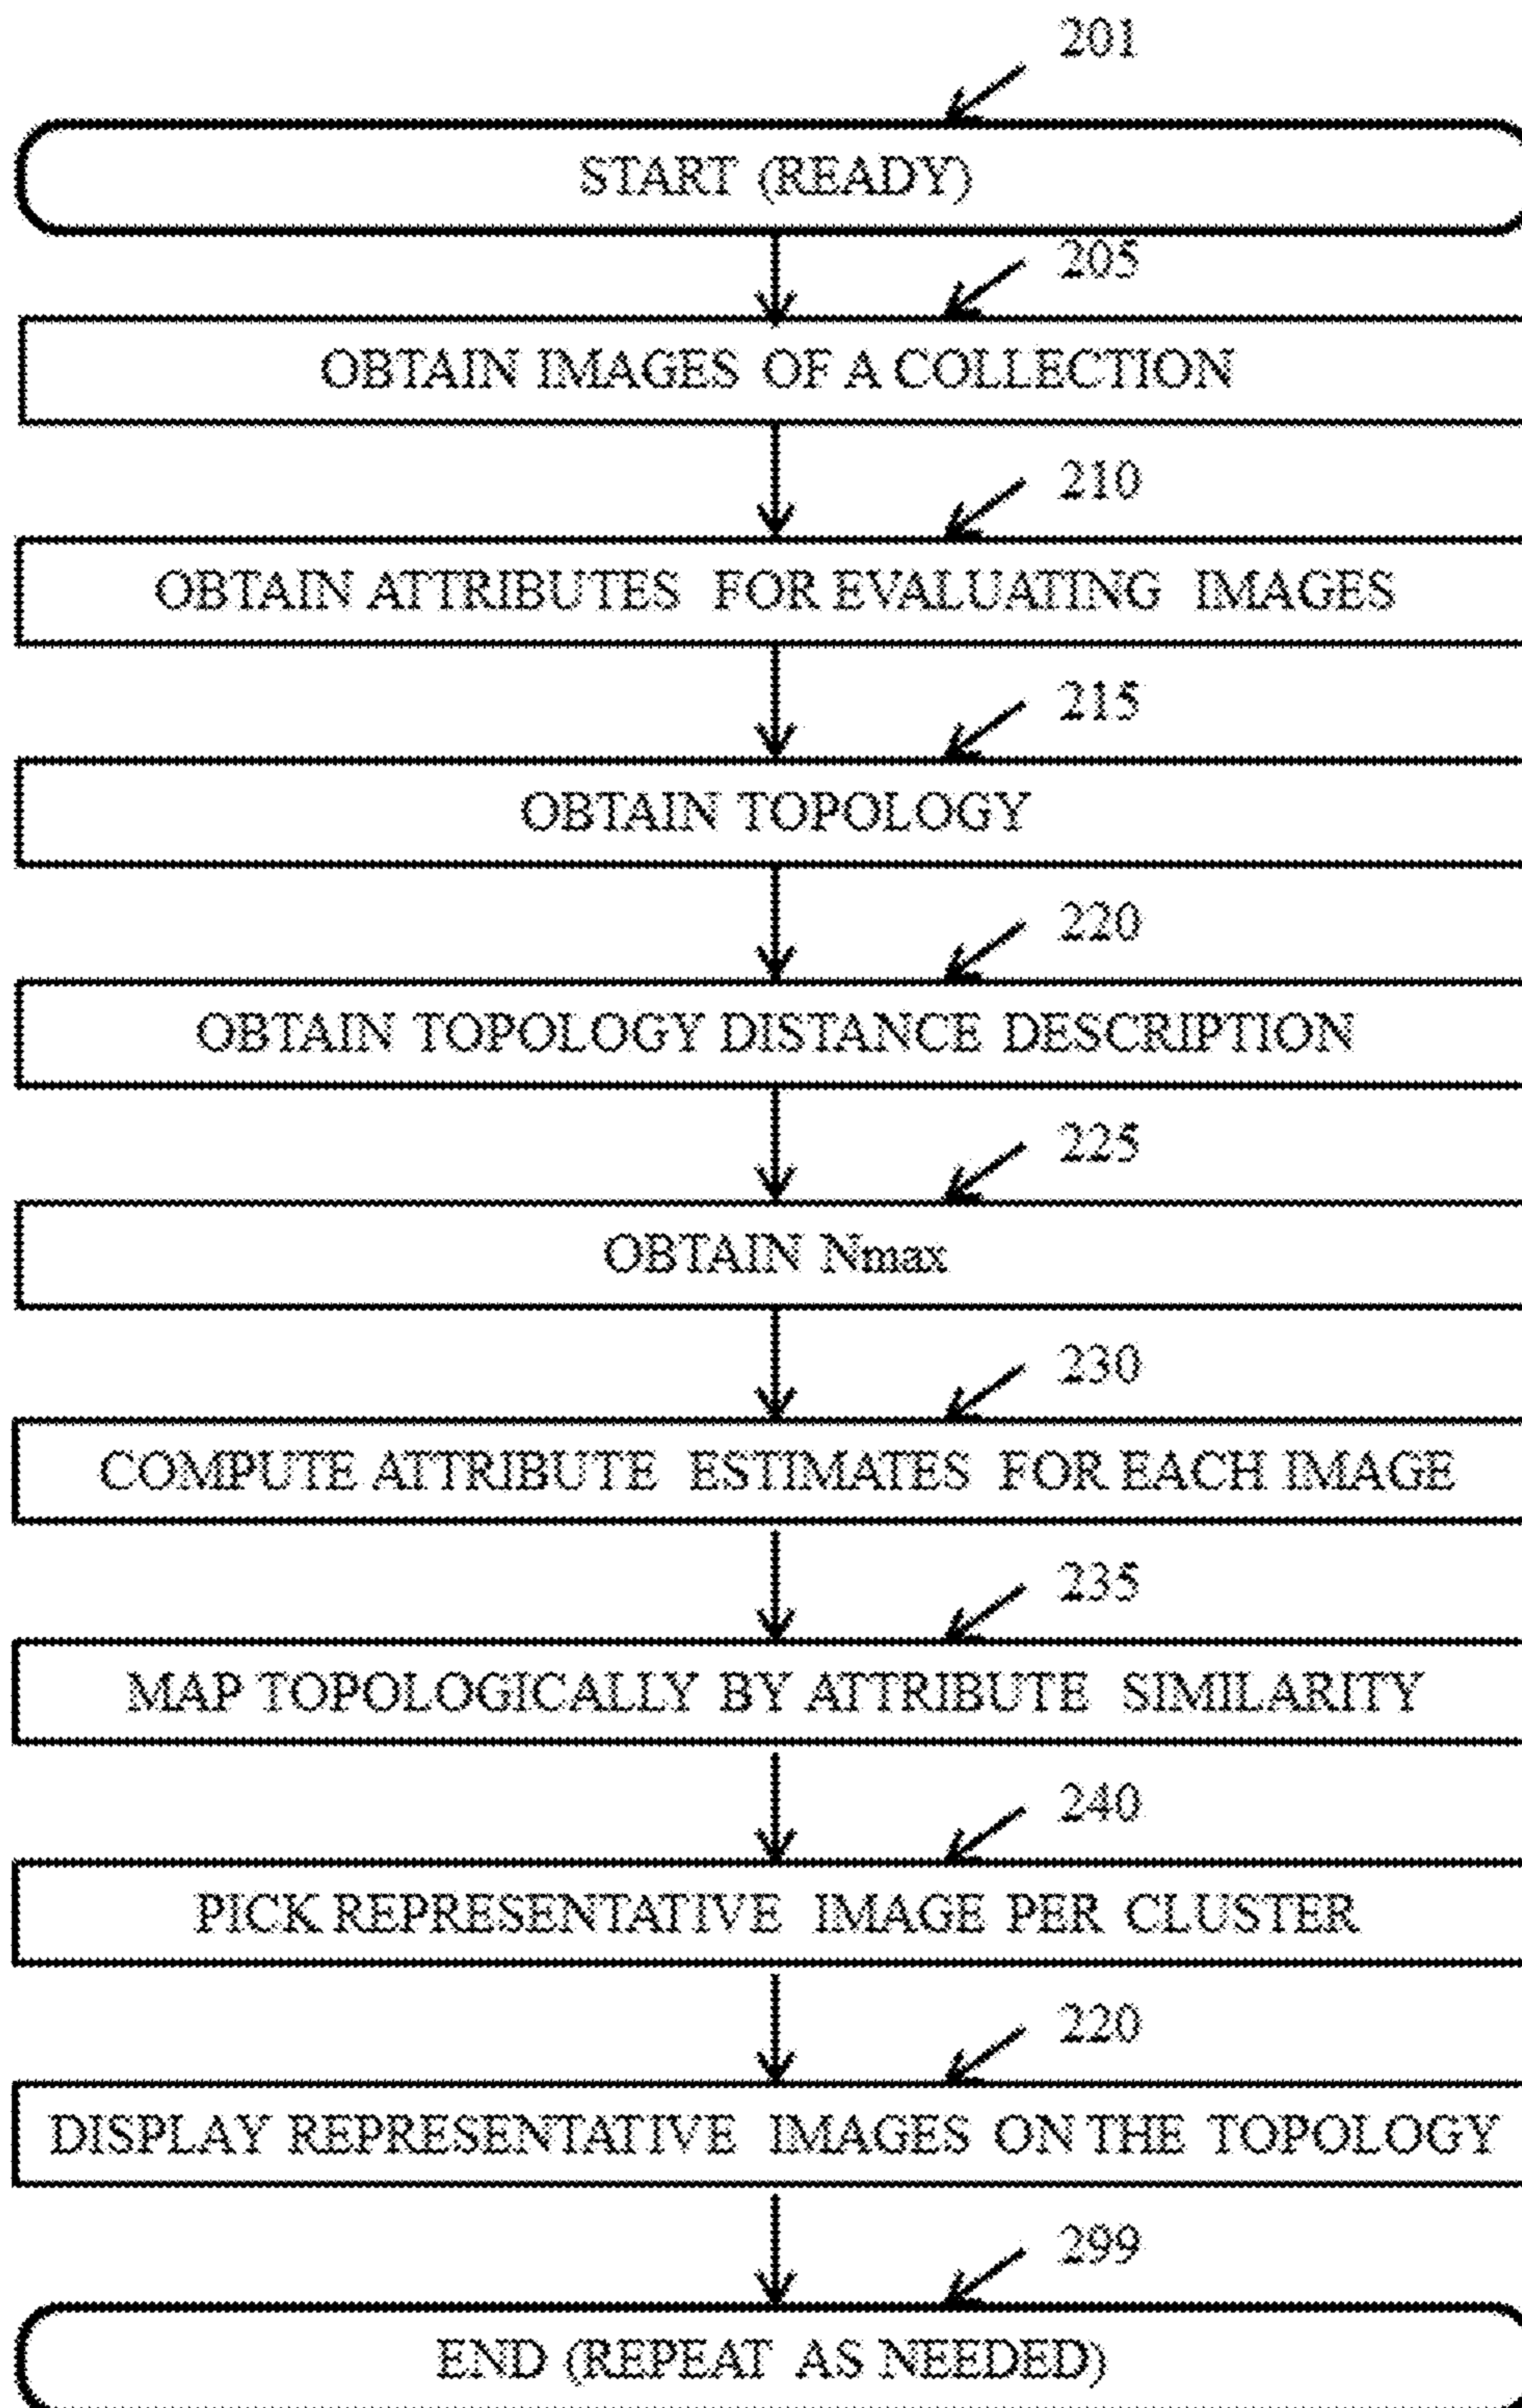 201
START (READY)
205
OBTAIN IMAGES OF A COLLECTION
210
OBTAIN ATTRIBUTES FOR EVALUATING IMAGES
215
OBTAIN TOPOLOGY
220
OBTAIN TOPOLOGY DISTANCE DESCRIPTION
225
OBTAIN Nmax
230
COMPUTE ATTRIBUTE ESTIMATES FOR EACH IMAGE
235
MAP TOPOLOGICALLY BY ATTRIBUTE SIMILARITY
240
PICK REPRESENTATIVE IMAGE PER CLUSTER
220
DISPLAY REPRESENTATIVE IMAGES ON THE TOPOLOGY
299
END (REPEAT AS NEEDED)